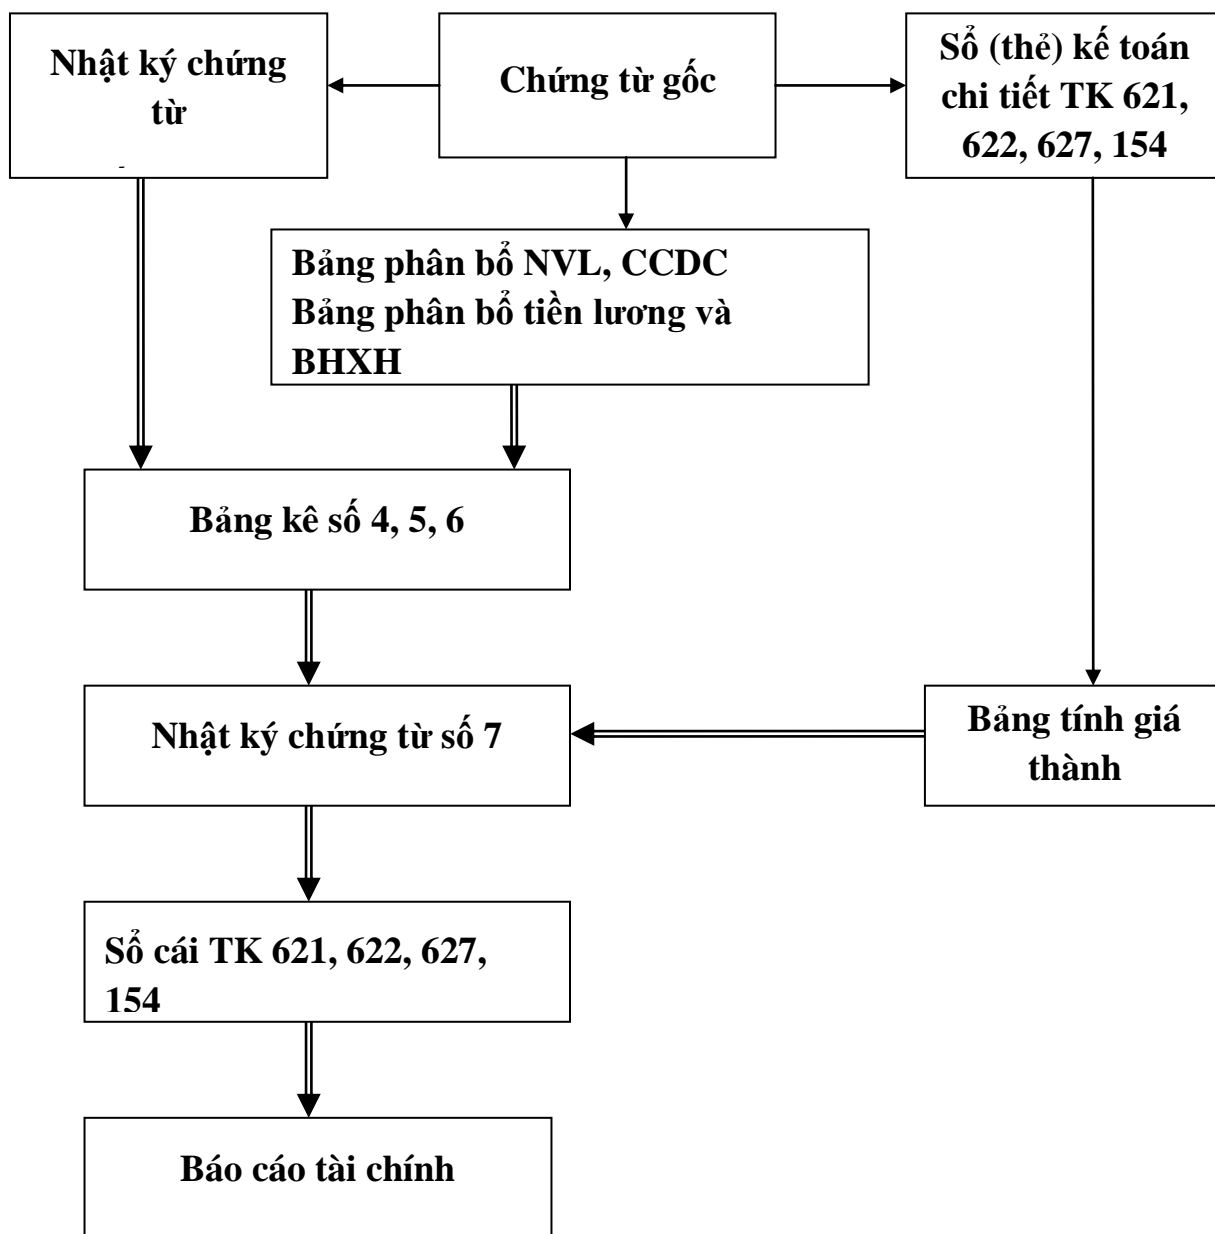 Nhật ký chứng
từ
Chứng từ gốc
Sổ (thẻ) kế toán
chi tiết TK 621,
622, 627, 154
Bảng phân bổ NVL, CCDC
Bảng phân bổ tiền lương và
BHXH
Bảng kê số 4, 5, 6
Nhật ký chứng từ số 7
Bảng tính giá
thành
Sổ cái TK 621, 622, 627,
154
Báo cáo tài chính